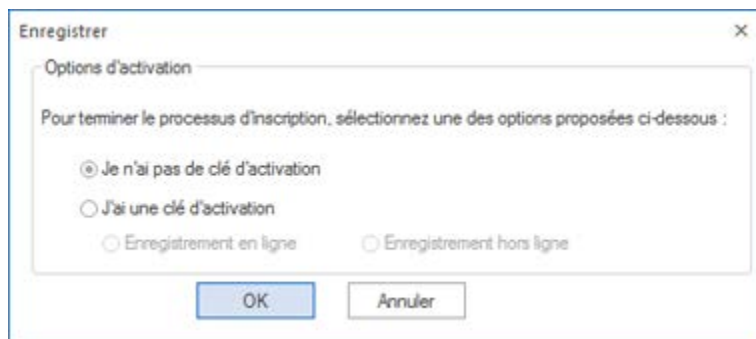 Enregistrer
Options d'activation
Pour terminer le processus d'inscription, sélectionnez une des options proposées ci-dessous :
Je n'ai pas de clé d'activation
J'ai une clé d'activation
Enregistrement en ligne Enregistrement hors ligne
OK Annuler